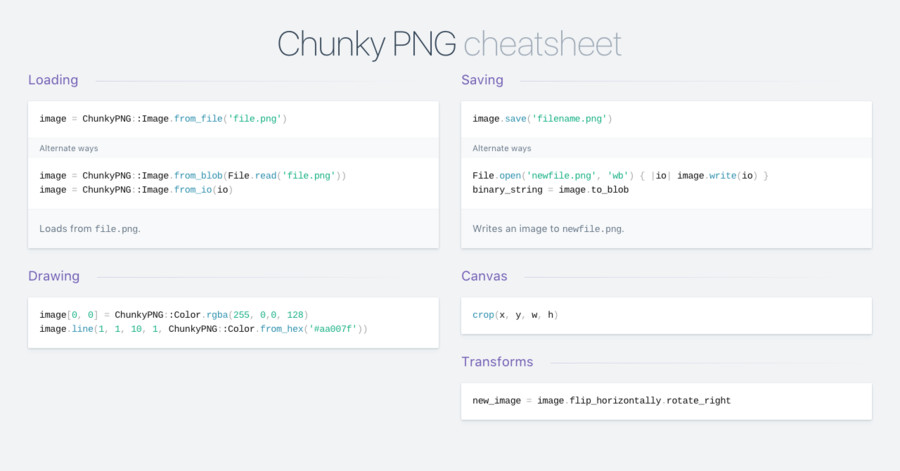 Chunky PNG cheatsheet
Loading
image = ChunkyPNG::Image.from_file('file.png')
Alternate ways
image = ChunkyPNG::Image.from_blob(File.read('file.png'))
image = ChunkyPNG::Image.from_io(io)
Loads from file.png.
Drawing
image[0, 0] = ChunkyPNG::Color.rgba(255, 0,0, 128)
image.line(1, 1, 10, 1, ChunkyPNG::Color.from_hex('#aa007f'))
Saving
image.save('filename.png')
Alternate ways
File.open('newfile.png', 'wb') { |io| image.write(io) }
binary_string = image.to_blob
Writes an image to newfile.png.
Canvas
crop(x, y, w, h)
Transforms
new_image = image.flip_horizontally.rotate_right